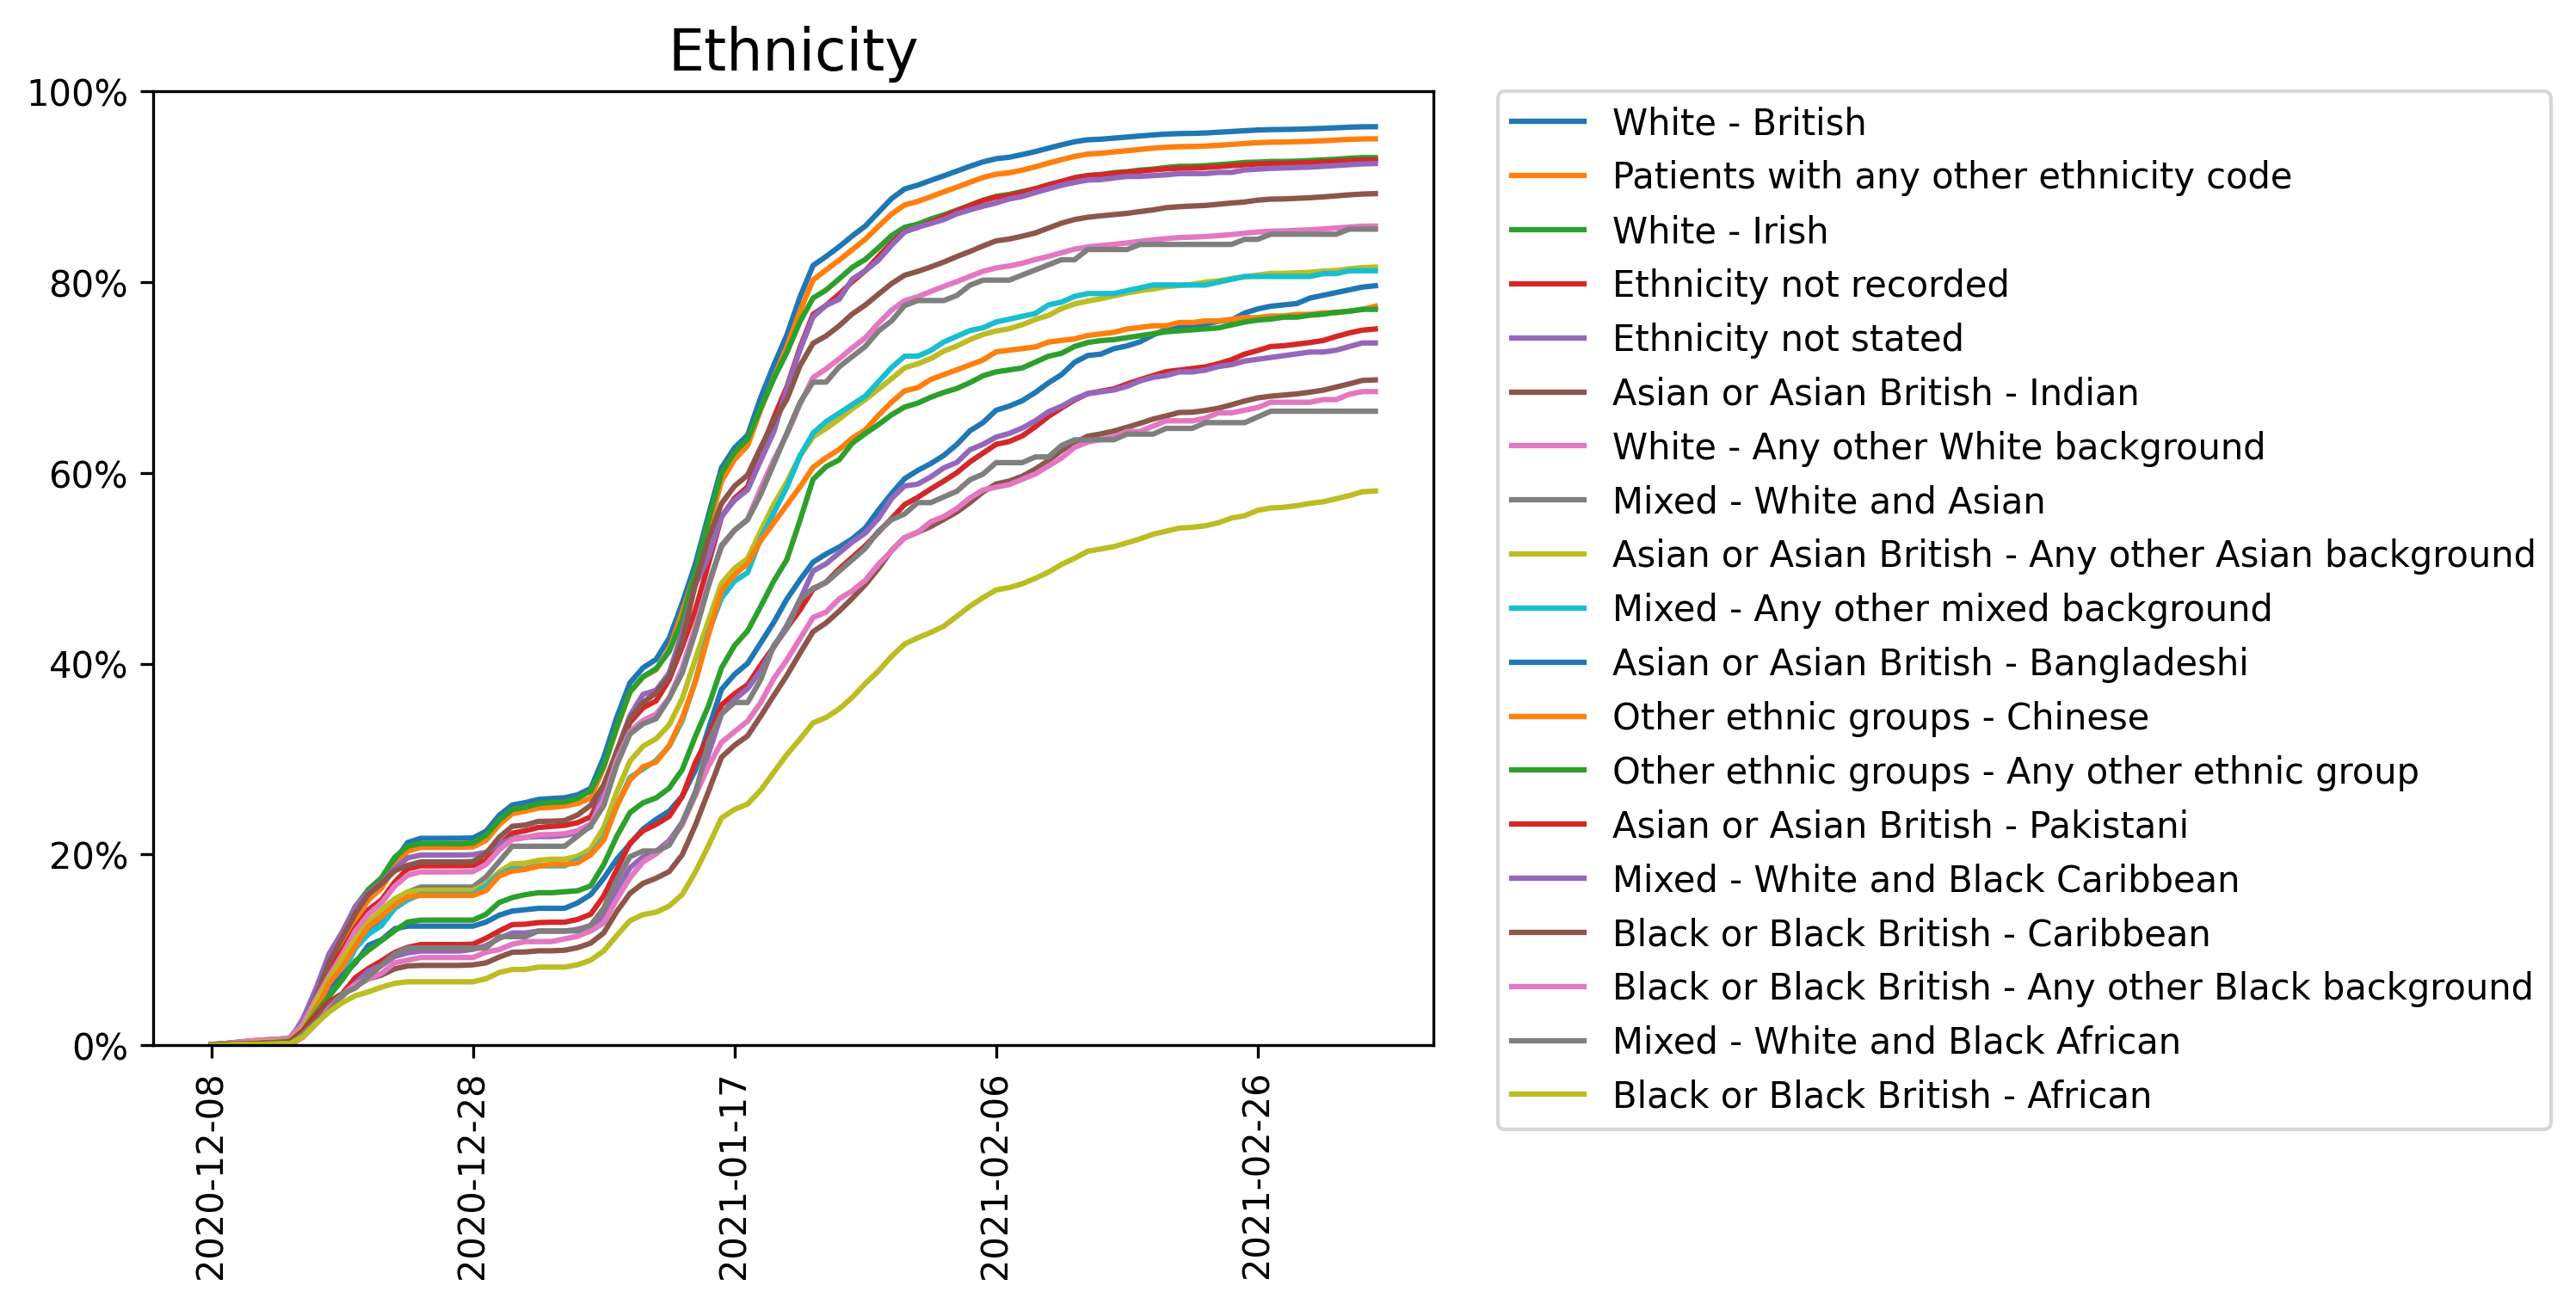 Ethnicity
100%
80%
60%
40%
20%
0%
2020-12-08
2020-12-28
2021-01-17
2021-02-06
2021-02-26
White - British
Patients with any other ethnicity code
White - Irish
Ethnicity not recorded
Ethnicity not stated
Asian or Asian British - Indian
White - Any other White background
Mixed - White and Asian
Asian or Asian British - Any other Asian background
Mixed - Any other mixed background
Asian or Asian British - Bangladeshi
Other ethnic groups - Chinese
Other ethnic groups - Any other ethnic group
Asian or Asian British - Pakistani
Mixed - White and Black Caribbean
Black or Black British - Caribbean
Black or Black British - Any other Black background
Mixed - White and Black African
Black or Black British - African